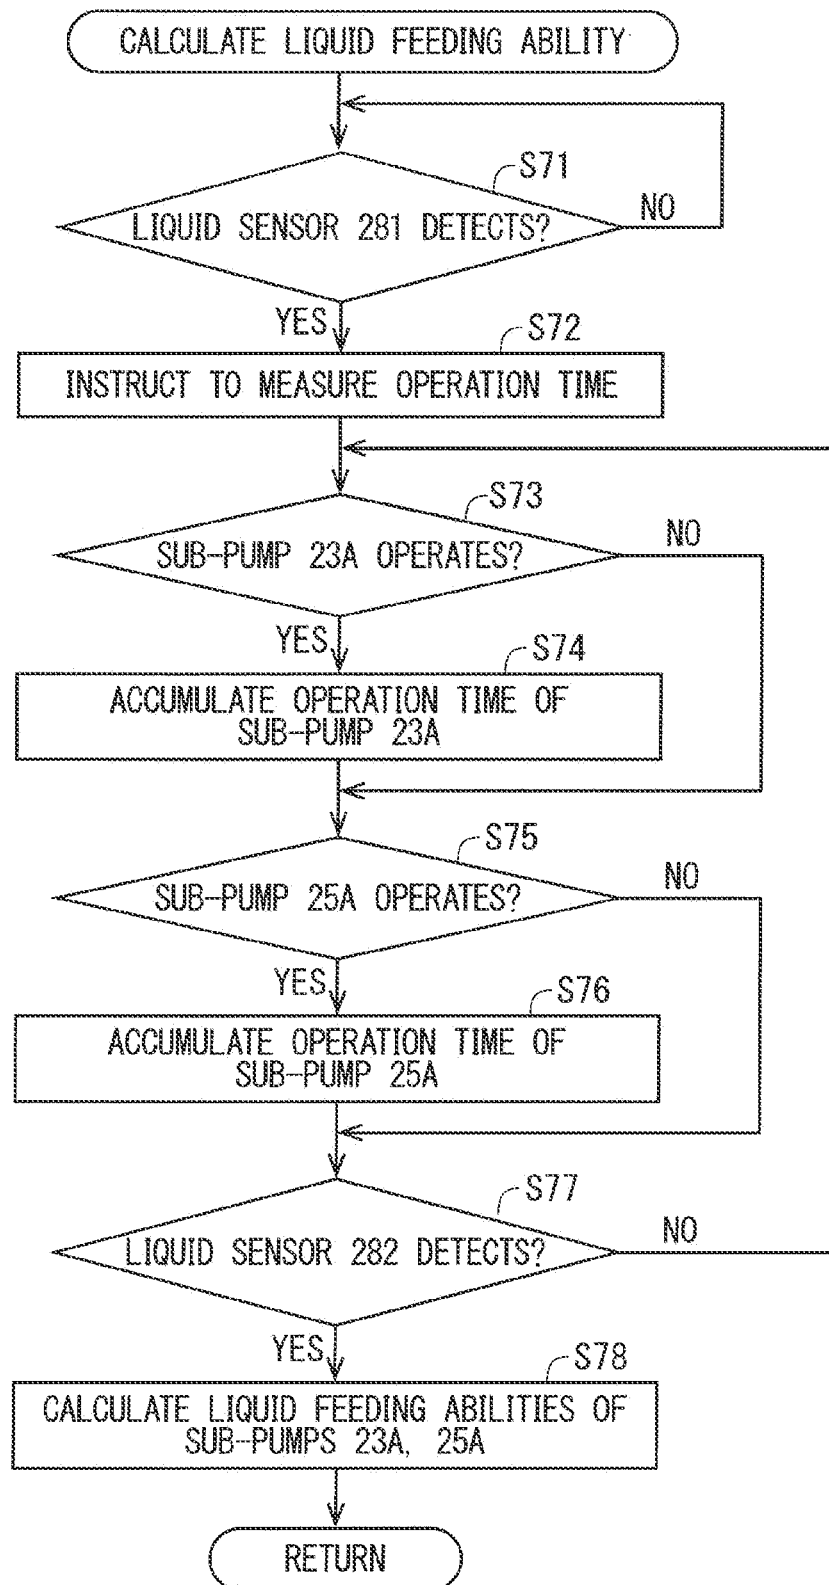 CALCULATE LIQUID FEEDING ABILITY
S71
LIQUID SENSOR 281 DETECTS?
NO
YES
S72
INSTRUCT TO MEASURE OPERATION TIME
S73
SUB-PUMP 23A OPERATES?
NO
YES
S74
ACCUMULATE OPERATION TIME OF
SUB-PUMP 23A
S75
SUB-PUMP 25A OPERATES?
NO
YES
S76
ACCUMULATE OPERATION TIME OF
SUB-PUMP 25A
S77
LIQUID SENSOR 282 DETECTS?
NO
YES
S78
CALCULATE LIQUID FEEDING ABILITIES OF
SUB-PUMPS 23A, 25A
RETURN